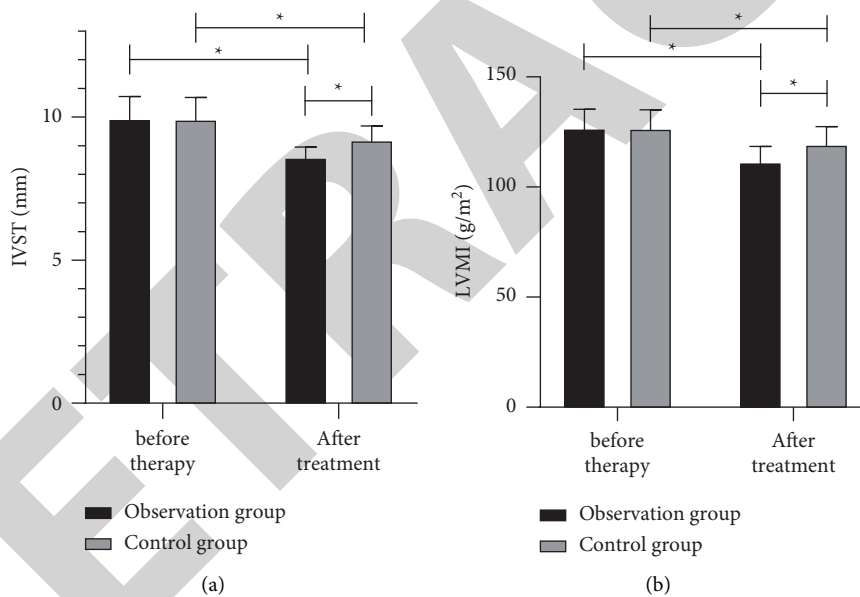 IVST (mm)
10
5
0
*
*
*
before
therapy
After
treatment
Observation group
Control group
(a)
LVMI (g/m²)
150
100
50
0
*
*
*
before
therapy
After
treatment
Observation group
Control group
(b)
ETRAC